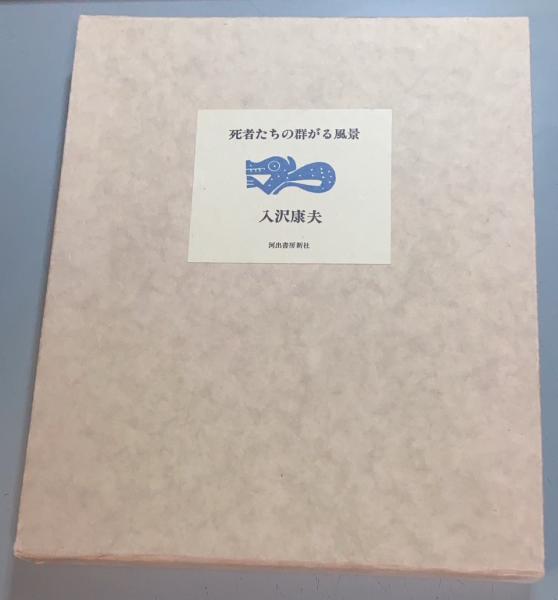 死者たちの群がる風景
入沢康夫
河出書房新社